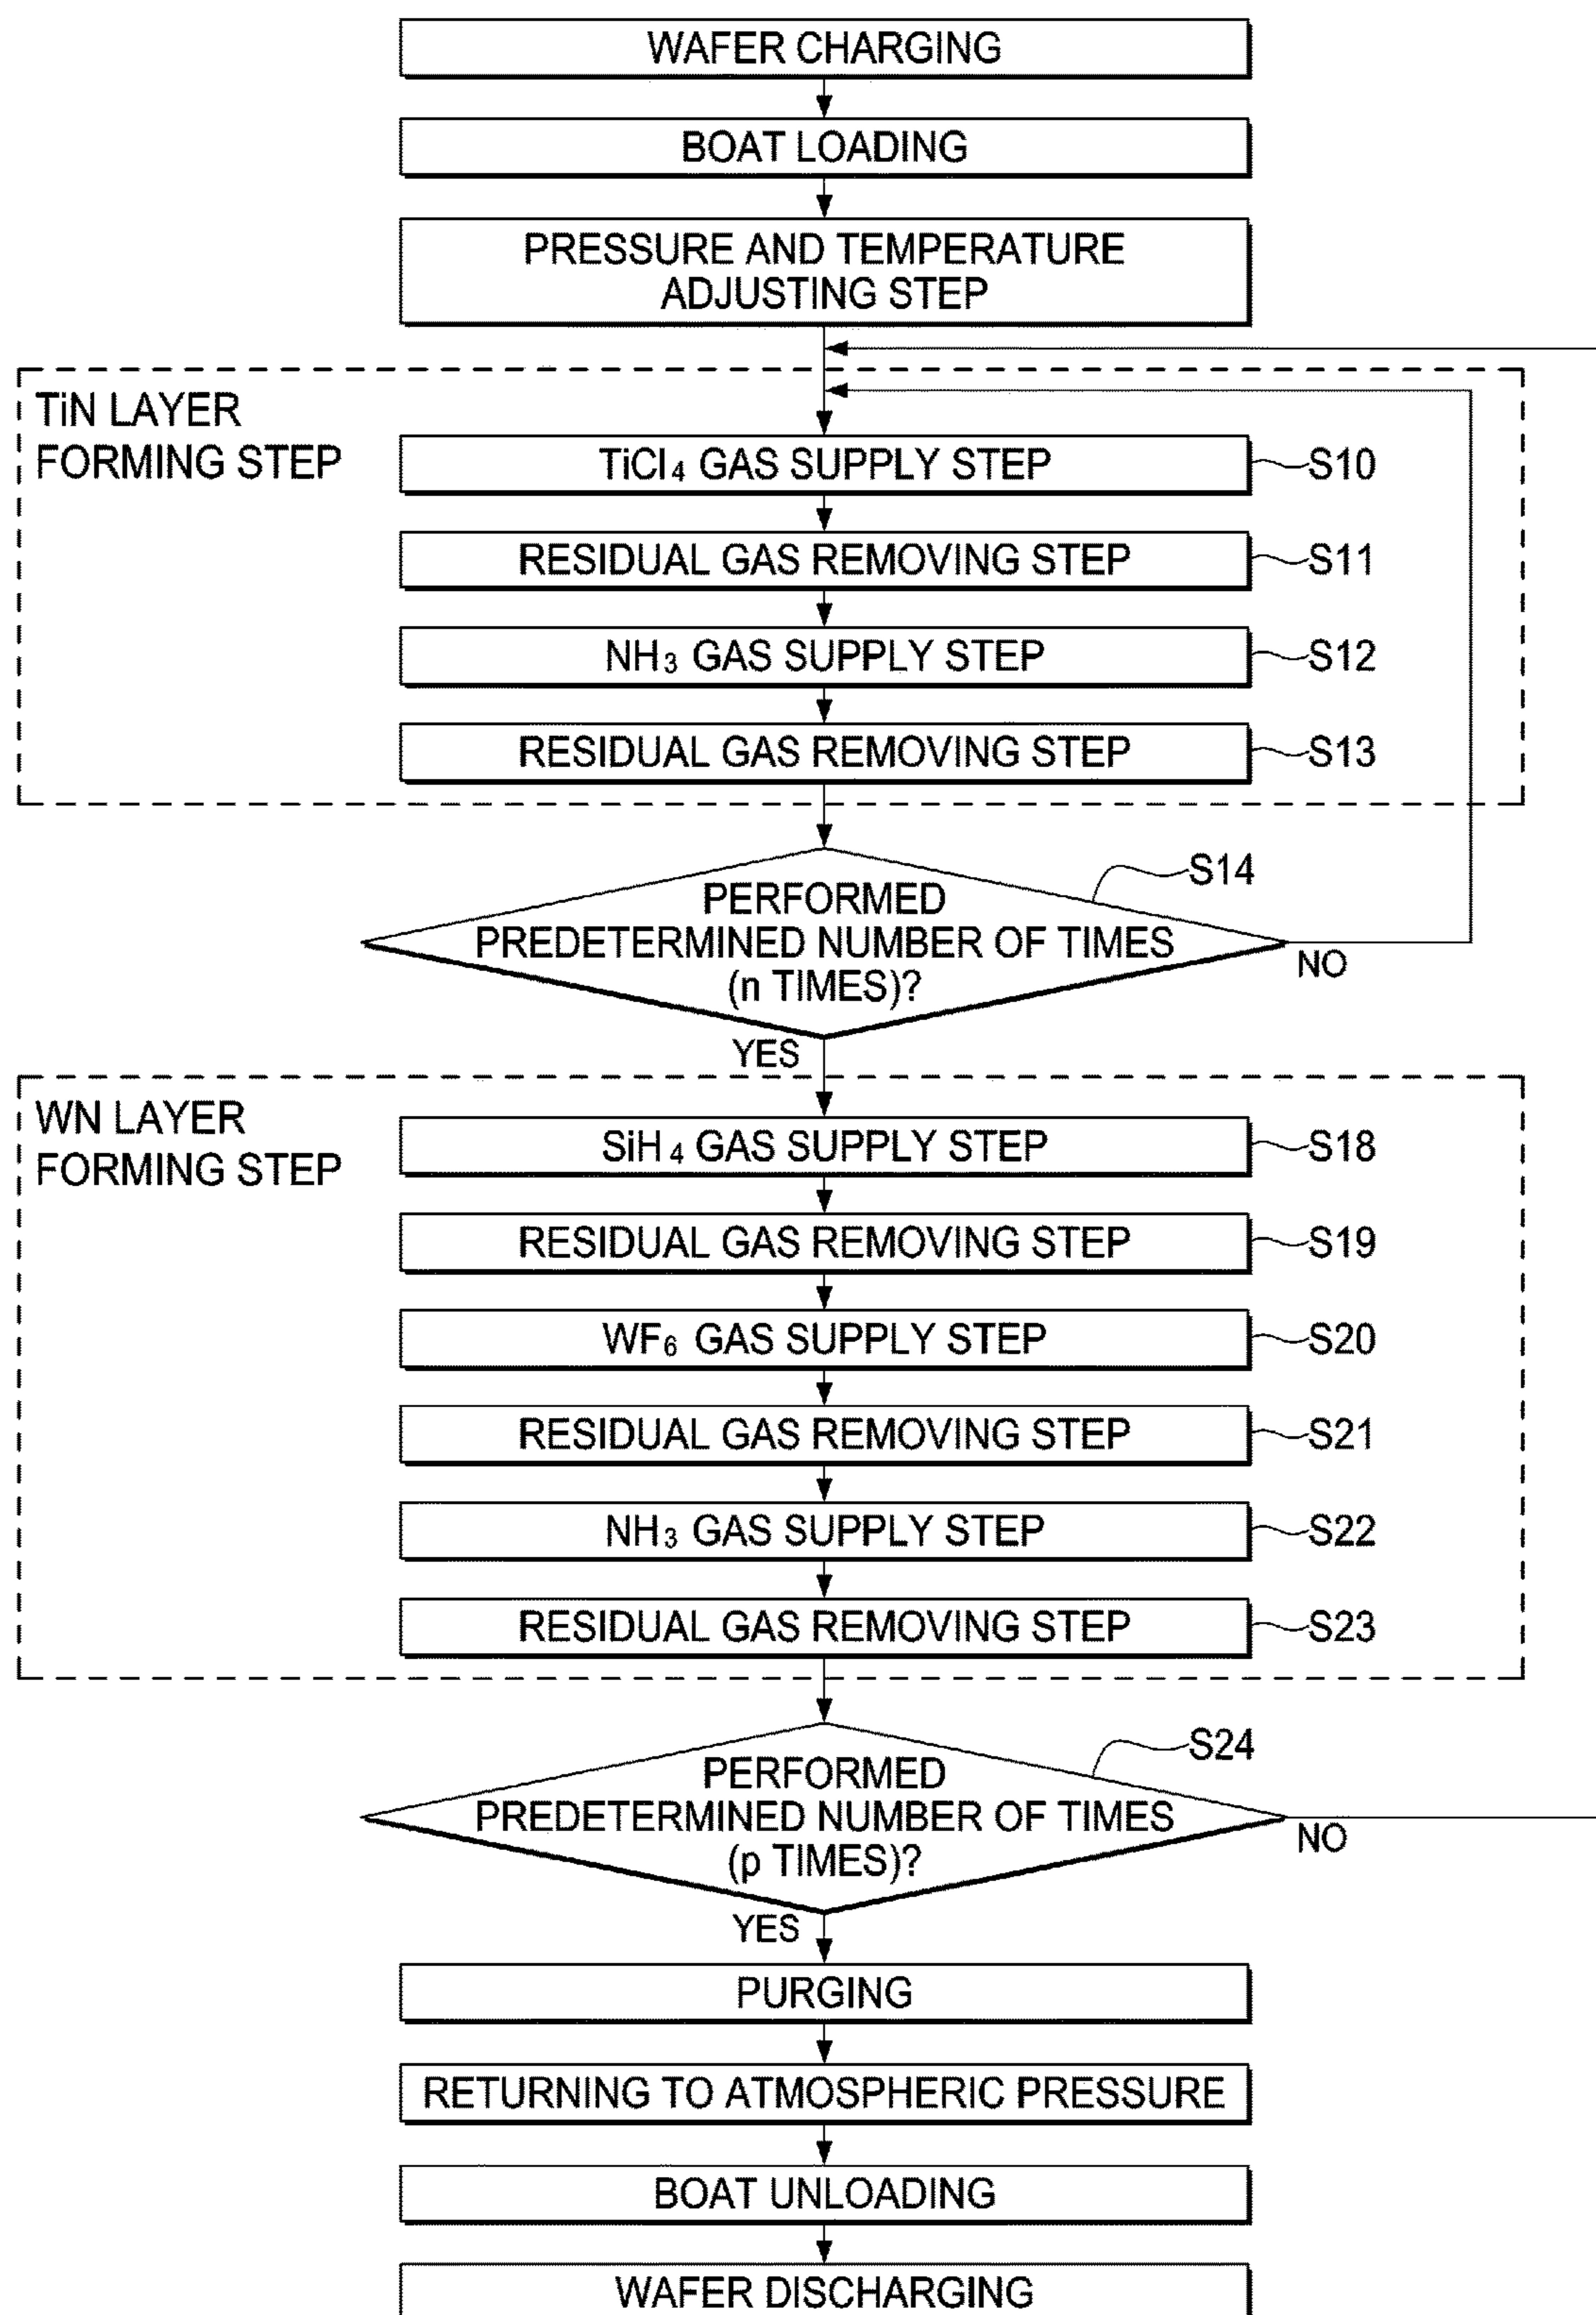 WAFER CHARGING
BOAT LOADING
PRESSURE AND TEMPERATURE
ADJUSTING STEP
TiN LAYER
FORMING STEP
TiCl4 GAS SUPPLY STEP
S10
RESIDUAL GAS REMOVING STEP
S11
NH3 GAS SUPPLY STEP
S12
RESIDUAL GAS REMOVING STEP
S13
S14
PERFORMED
PREDETERMINED NUMBER OF TIMES
(n TIMES)?
NO
YES
WN LAYER
FORMING STEP
SiH4 GAS SUPPLY STEP
S18
RESIDUAL GAS REMOVING STEP
S19
WF6 GAS SUPPLY STEP
S20
RESIDUAL GAS REMOVING STEP
S21
NH3 GAS SUPPLY STEP
S22
RESIDUAL GAS REMOVING STEP
S23
S24
PERFORMED
PREDETERMINED NUMBER OF TIMES
(p TIMES)?
NO
YES
PURGING
RETURNING TO ATMOSPHERIC PRESSURE
BOAT UNLOADING
WAFER DISCHARGING